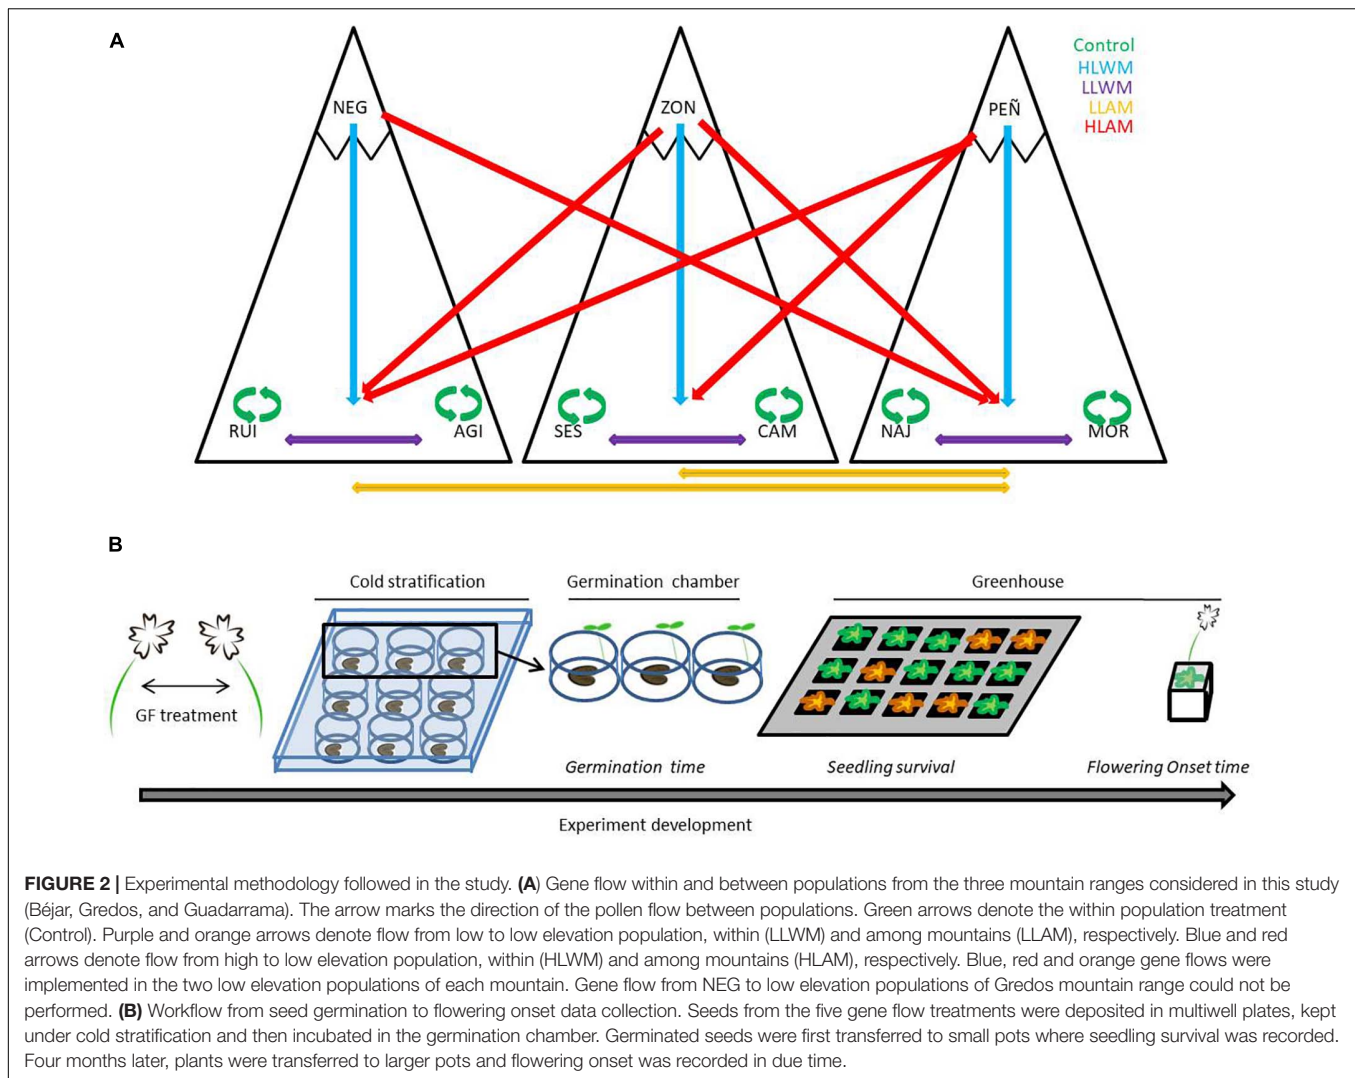 A
Control
HLWM
LLWM
LLAM
HLAM
NEG
ZON
PEÑ
RUI
AGI
SES
CAM
NAJ
MOR
B
Cold stratification
Germination chamber
Greenhouse
GF treatment
Germination time
Seedling survival
Flowering Onset time
Experiment development
FIGURE 2 | Experimental methodology followed in the study. (A) Gene flow within and between populations from the three mountain ranges considered in this study
(Béjar, Gredos, and Guadarrama). The arrow marks the direction of the pollen flow between populations. Green arrows denote the within population treatment
(Control). Purple and orange arrows denote flow from low to low elevation population, within (LLWM) and among mountains (LLAM), respectively. Blue and red
arrows denote flow from high to low elevation population, within (HLWM) and among mountains (HLAM), respectively. Blue, red and orange gene flows were
implemented in the two low elevation populations of each mountain. Gene flow from NEG to low elevation populations of Gredos mountain range could not be
performed. (B) Workflow from seed germination to flowering onset data collection. Seeds from the five gene flow treatments were deposited in multiwell plates, kept
under cold stratification and then incubated in the germination chamber. Germinated seeds were first transferred to small pots where seedling survival was recorded.
Four months later, plants were transferred to larger pots and flowering onset was recorded in due time.